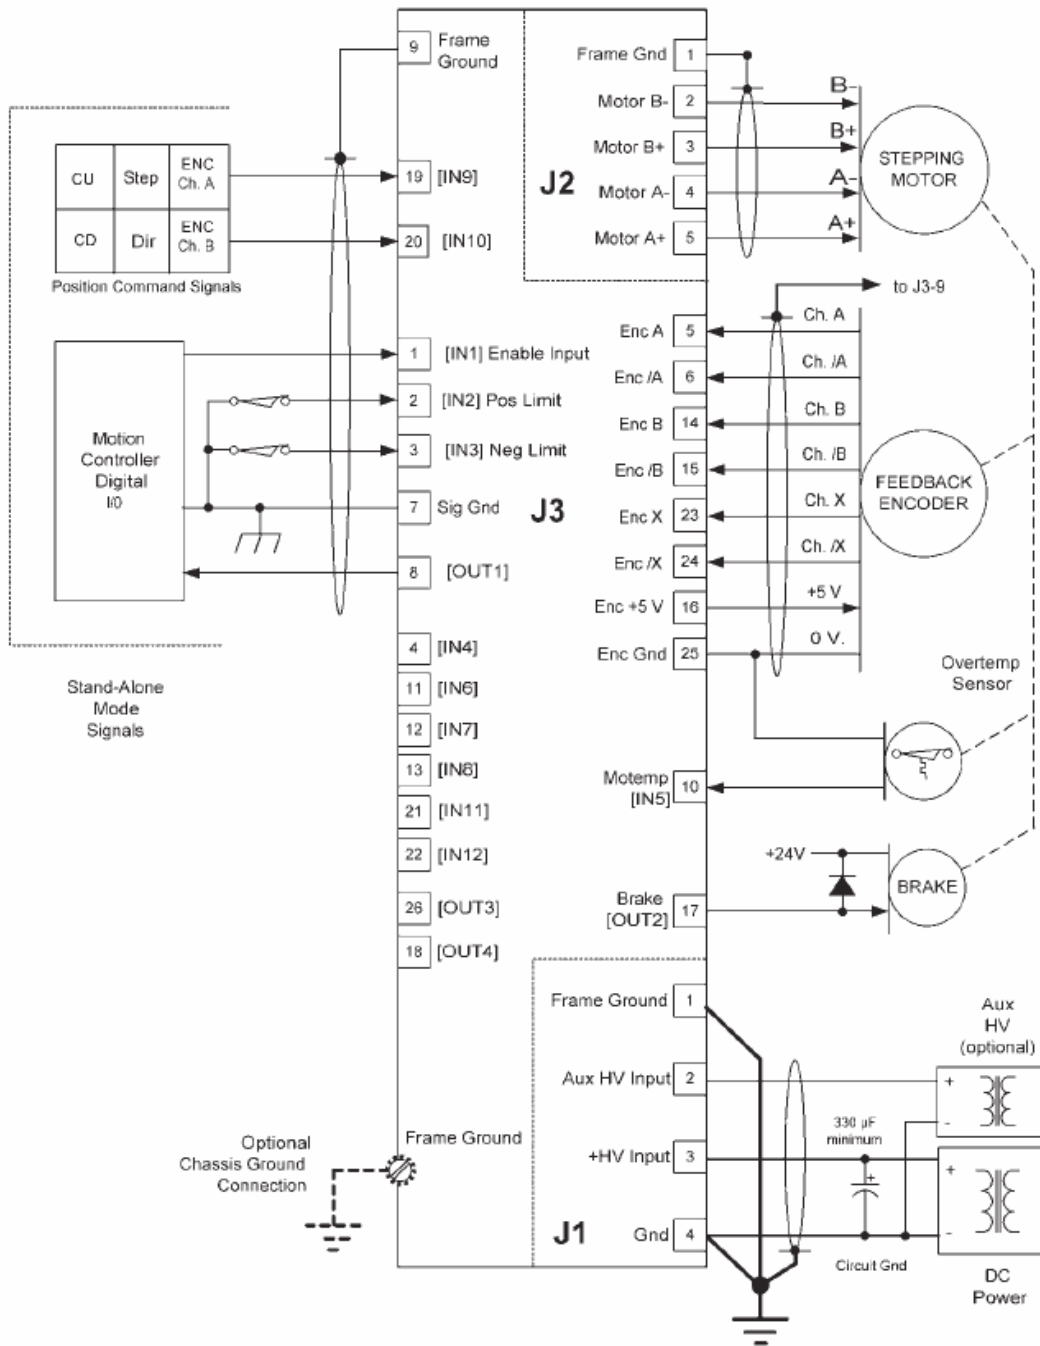 9 Frame
Ground
CU Step ENC
Ch. A
CD Dir ENC
Ch. B
Position Command Signals
19 [IN9]
20 [IN10]
Motion
Controller
Digital
I/0
1 [IN1] Enable Input
2 [IN2] Pos Limit
3 [IN3] Neg Limit
7 Sig Gnd
8 [OUT1]
J3
Stand-Alone
Mode
Signals
4 [IN4]
11 [IN6]
12 [IN7]
13 [IN8]
21 [IN11]
22 [IN12]
26 [OUT3]
18 [OUT4]
Optional
Chassis Ground
Connection
Frame Ground
J2
Frame Gnd 1
Motor B- 2 B-
Motor B+ 3 B+
Motor A- 4 A-
Motor A+ 5 A+
STEPPING
MOTOR
to J3-9
Enc A 5 Ch. A
Enc /A 6 Ch. /A
Enc B 14 Ch. B
Enc /B 15 Ch. /B
Enc X 23 Ch. X
Enc /X 24 Ch. /X
Enc +5 V 16 +5 V
Enc Gnd 25 0 V.
FEEDBACK
ENCODER
Overtemp
Sensor
Motemp
[IN5] 10
+24V
BRAKE
Brake
[OUT2] 17
J1
Frame Ground 1
Aux HV Input 2
+HV Input 3
Gnd 4
Aux
HV
(optional)
+
-
330 µF
minimum
+
+
-
Circuit Gnd
DC
Power